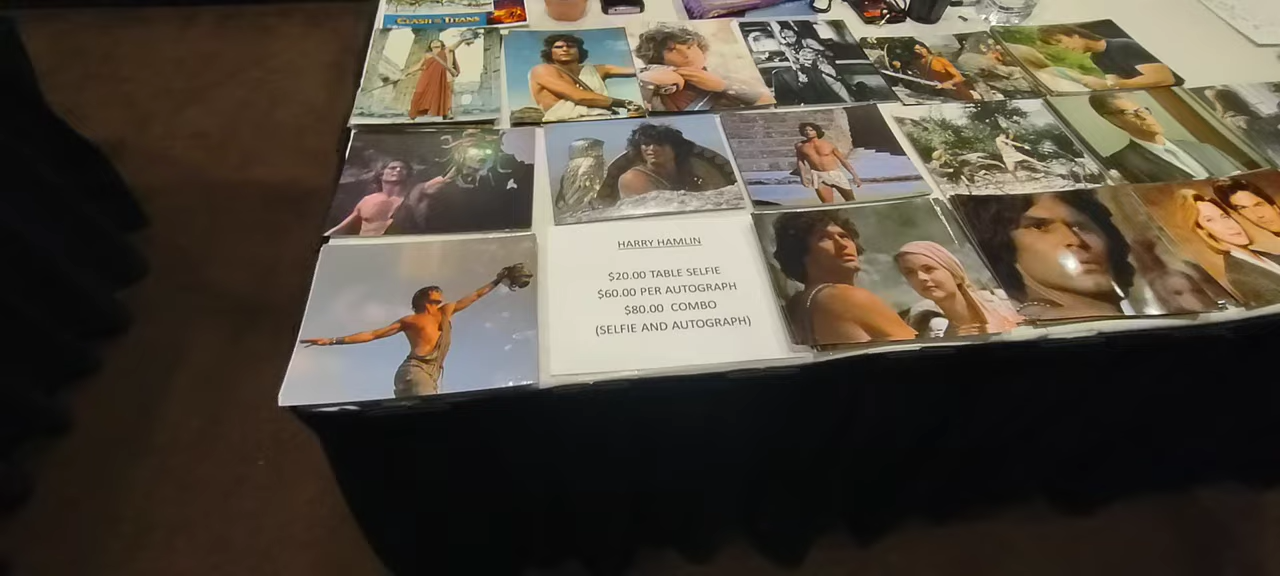 CLASH OF THE TITANS
HARRY HAMLIN
$20.00 TABLE SELFIE
$60.00 PER AUTOGRAPH
$80.00 COMBO
(SELFIE AND AUTOGRAPH)